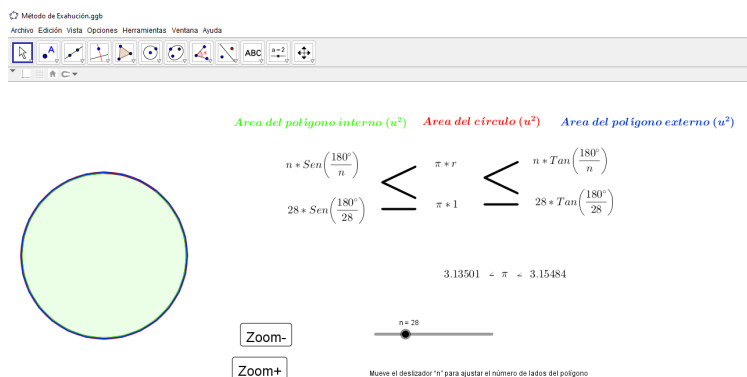 Método de Exahución.ggb
Archivo Edición Vista Opciones Herramientas Ventana Ayuda
A ABC a=2
Area del polígono interno (u²) Area del círculo (u²) Area del polígono externo (u²)
n * Sen(180°/n) < π * r < n * Tan(180°/n)
28 * Sen(180°/28) π * 1 28 * Tan(180°/28)
3.13501 ≤ π ≤ 3.15484
n = 28
Zoom-
Zoom+
Mueve el deslizador "n" para ajustar el número de lados del polígono